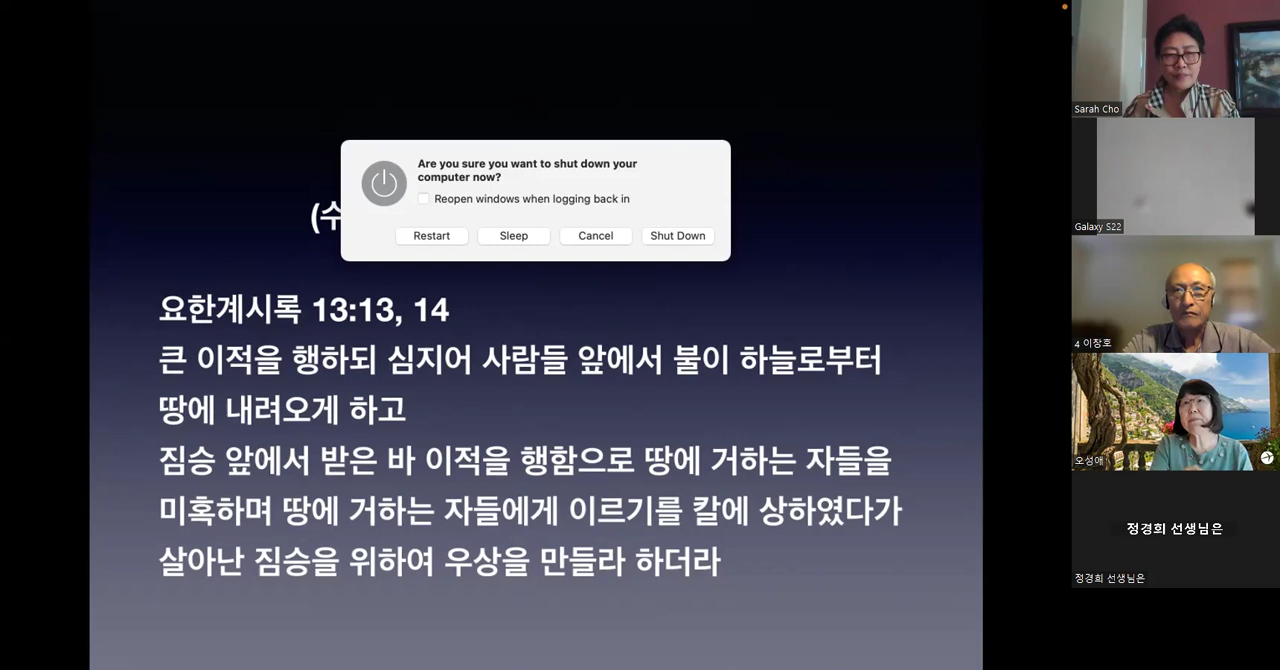 Are you sure you want to shut down your
computer now?
Reopen windows when logging back in
Restart Sleep Cancel Shut Down
(수
요한계시록 13:13, 14
큰 이적을 행하되 심지어 사람들 앞에서 불이 하늘로부터
땅에 내려오게 하고
짐승 앞에서 받은 바 이적을 행함으로 땅에 거하는 자들을
미혹하며 땅에 거하는 자들에게 이르기를 칼에 상하였다가
살아난 짐승을 위하여 우상을 만들라 하더라
Sarah Cho
Galaxy S22
4 이창호
오성애
정경희 선생님은
정경희 선생님은